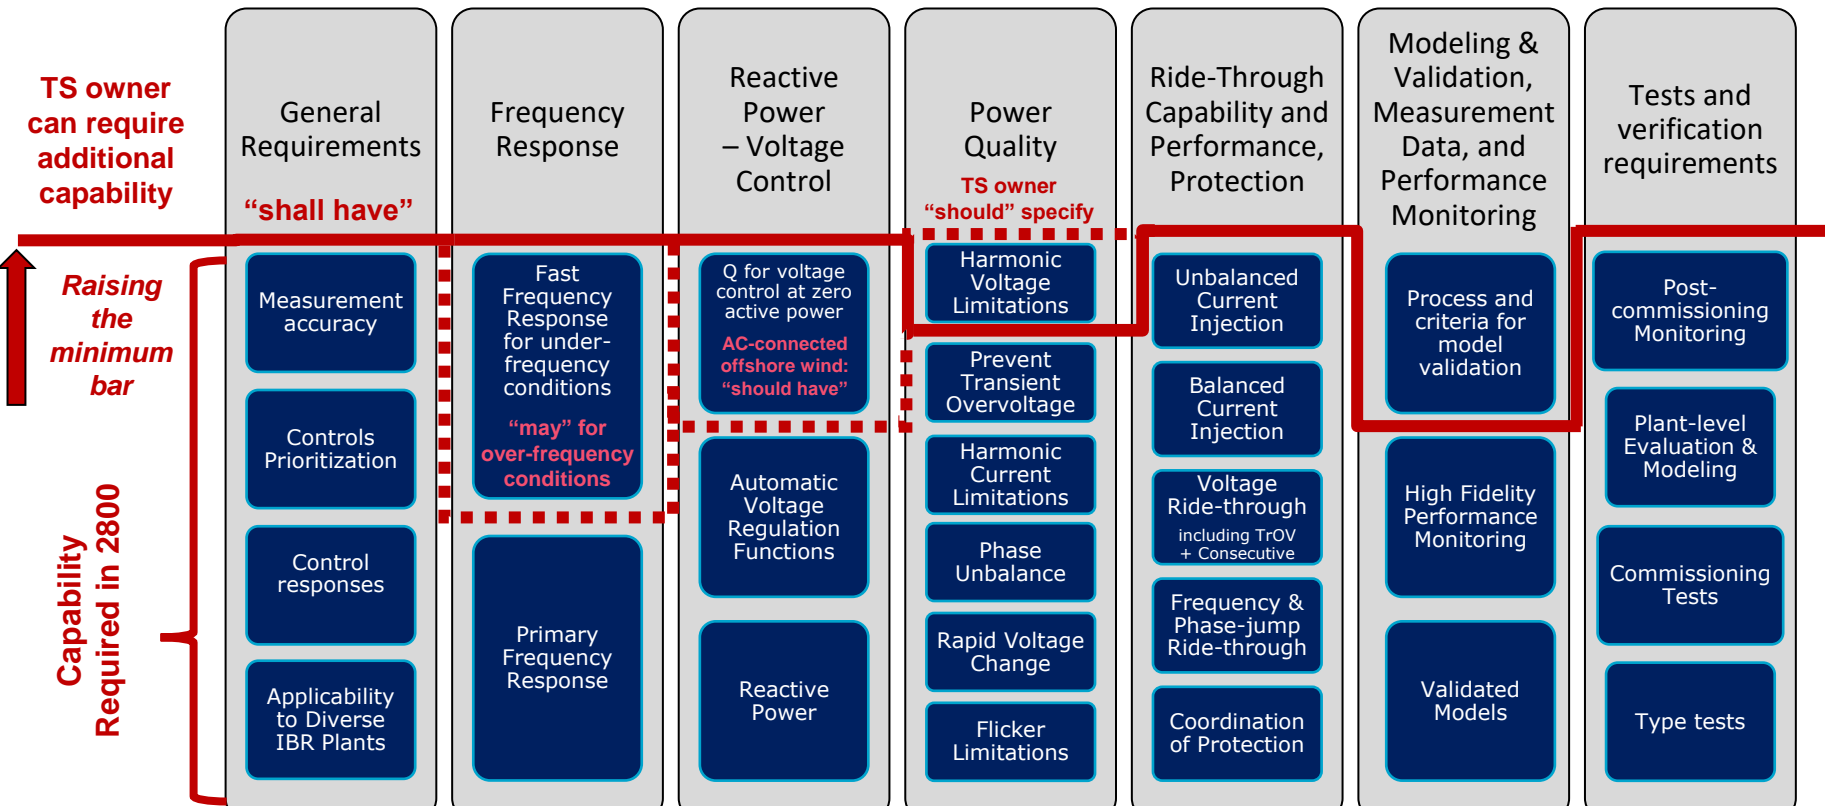 TS owner
can require
additional
capability
Raising
the
minimum
bar
Capability
Required in 2800
General
Requirements
“shall have”
Measurement
accuracy
Controls
Prioritization
Control
responses
Applicability
to Diverse
IBR Plants
Frequency
Response
Fast
Frequency
Response
for under-
frequency
conditions
“may” for
over-frequency
conditions
Primary
Frequency
Response
Reactive
Power
– Voltage
Control
Q for voltage
control at zero
active power
AC-connected
offshore wind:
“should have”
Automatic
Voltage
Regulation
Functions
Reactive
Power
Power
Quality
TS owner
“should” specify
Harmonic
Voltage
Limitations
Prevent
Transient
Overvoltage
Harmonic
Current
Limitations
Phase
Unbalance
Rapid Voltage
Change
Flicker
Limitations
Ride-Through
Capability and
Performance,
Protection
Unbalanced
Current
Injection
Balanced
Current
Injection
Voltage
Ride-through
including TrOV
+ Consecutive
Frequency &
Phase-jump
Ride-through
Coordination
of Protection
Modeling &
Validation,
Measurement
Data, and
Performance
Monitoring
Process and
criteria for
model
validation
High Fidelity
Performance
Monitoring
Validated
Models
Tests and
verification
requirements
Post-
commissioning
Monitoring
Plant-level
Evaluation &
Modeling
Commissioning
Tests
Type tests